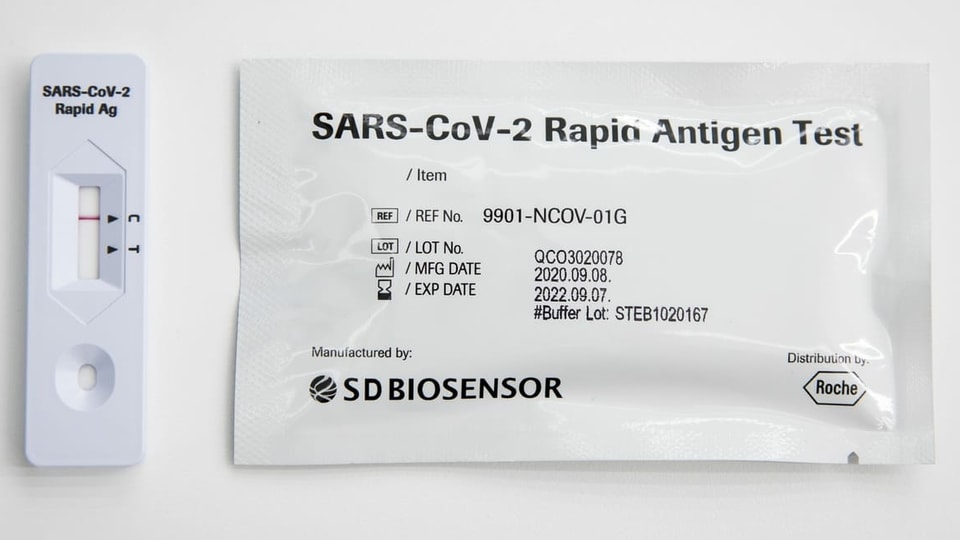 SARS-CoV-2
Rapid Ag
C
T
SARS-CoV-2 Rapid Antigen Test
/ Item
REF / REF No. 9901-NCOV-01G
LOT / LOT No. QCO3020078
/ MFG DATE 2020.09.08.
/ EXP DATE 2022.09.07.
#Buffer Lot: STEB1020167
Manufactured by:
SD BIOSENSOR
Distribution by:
Roche